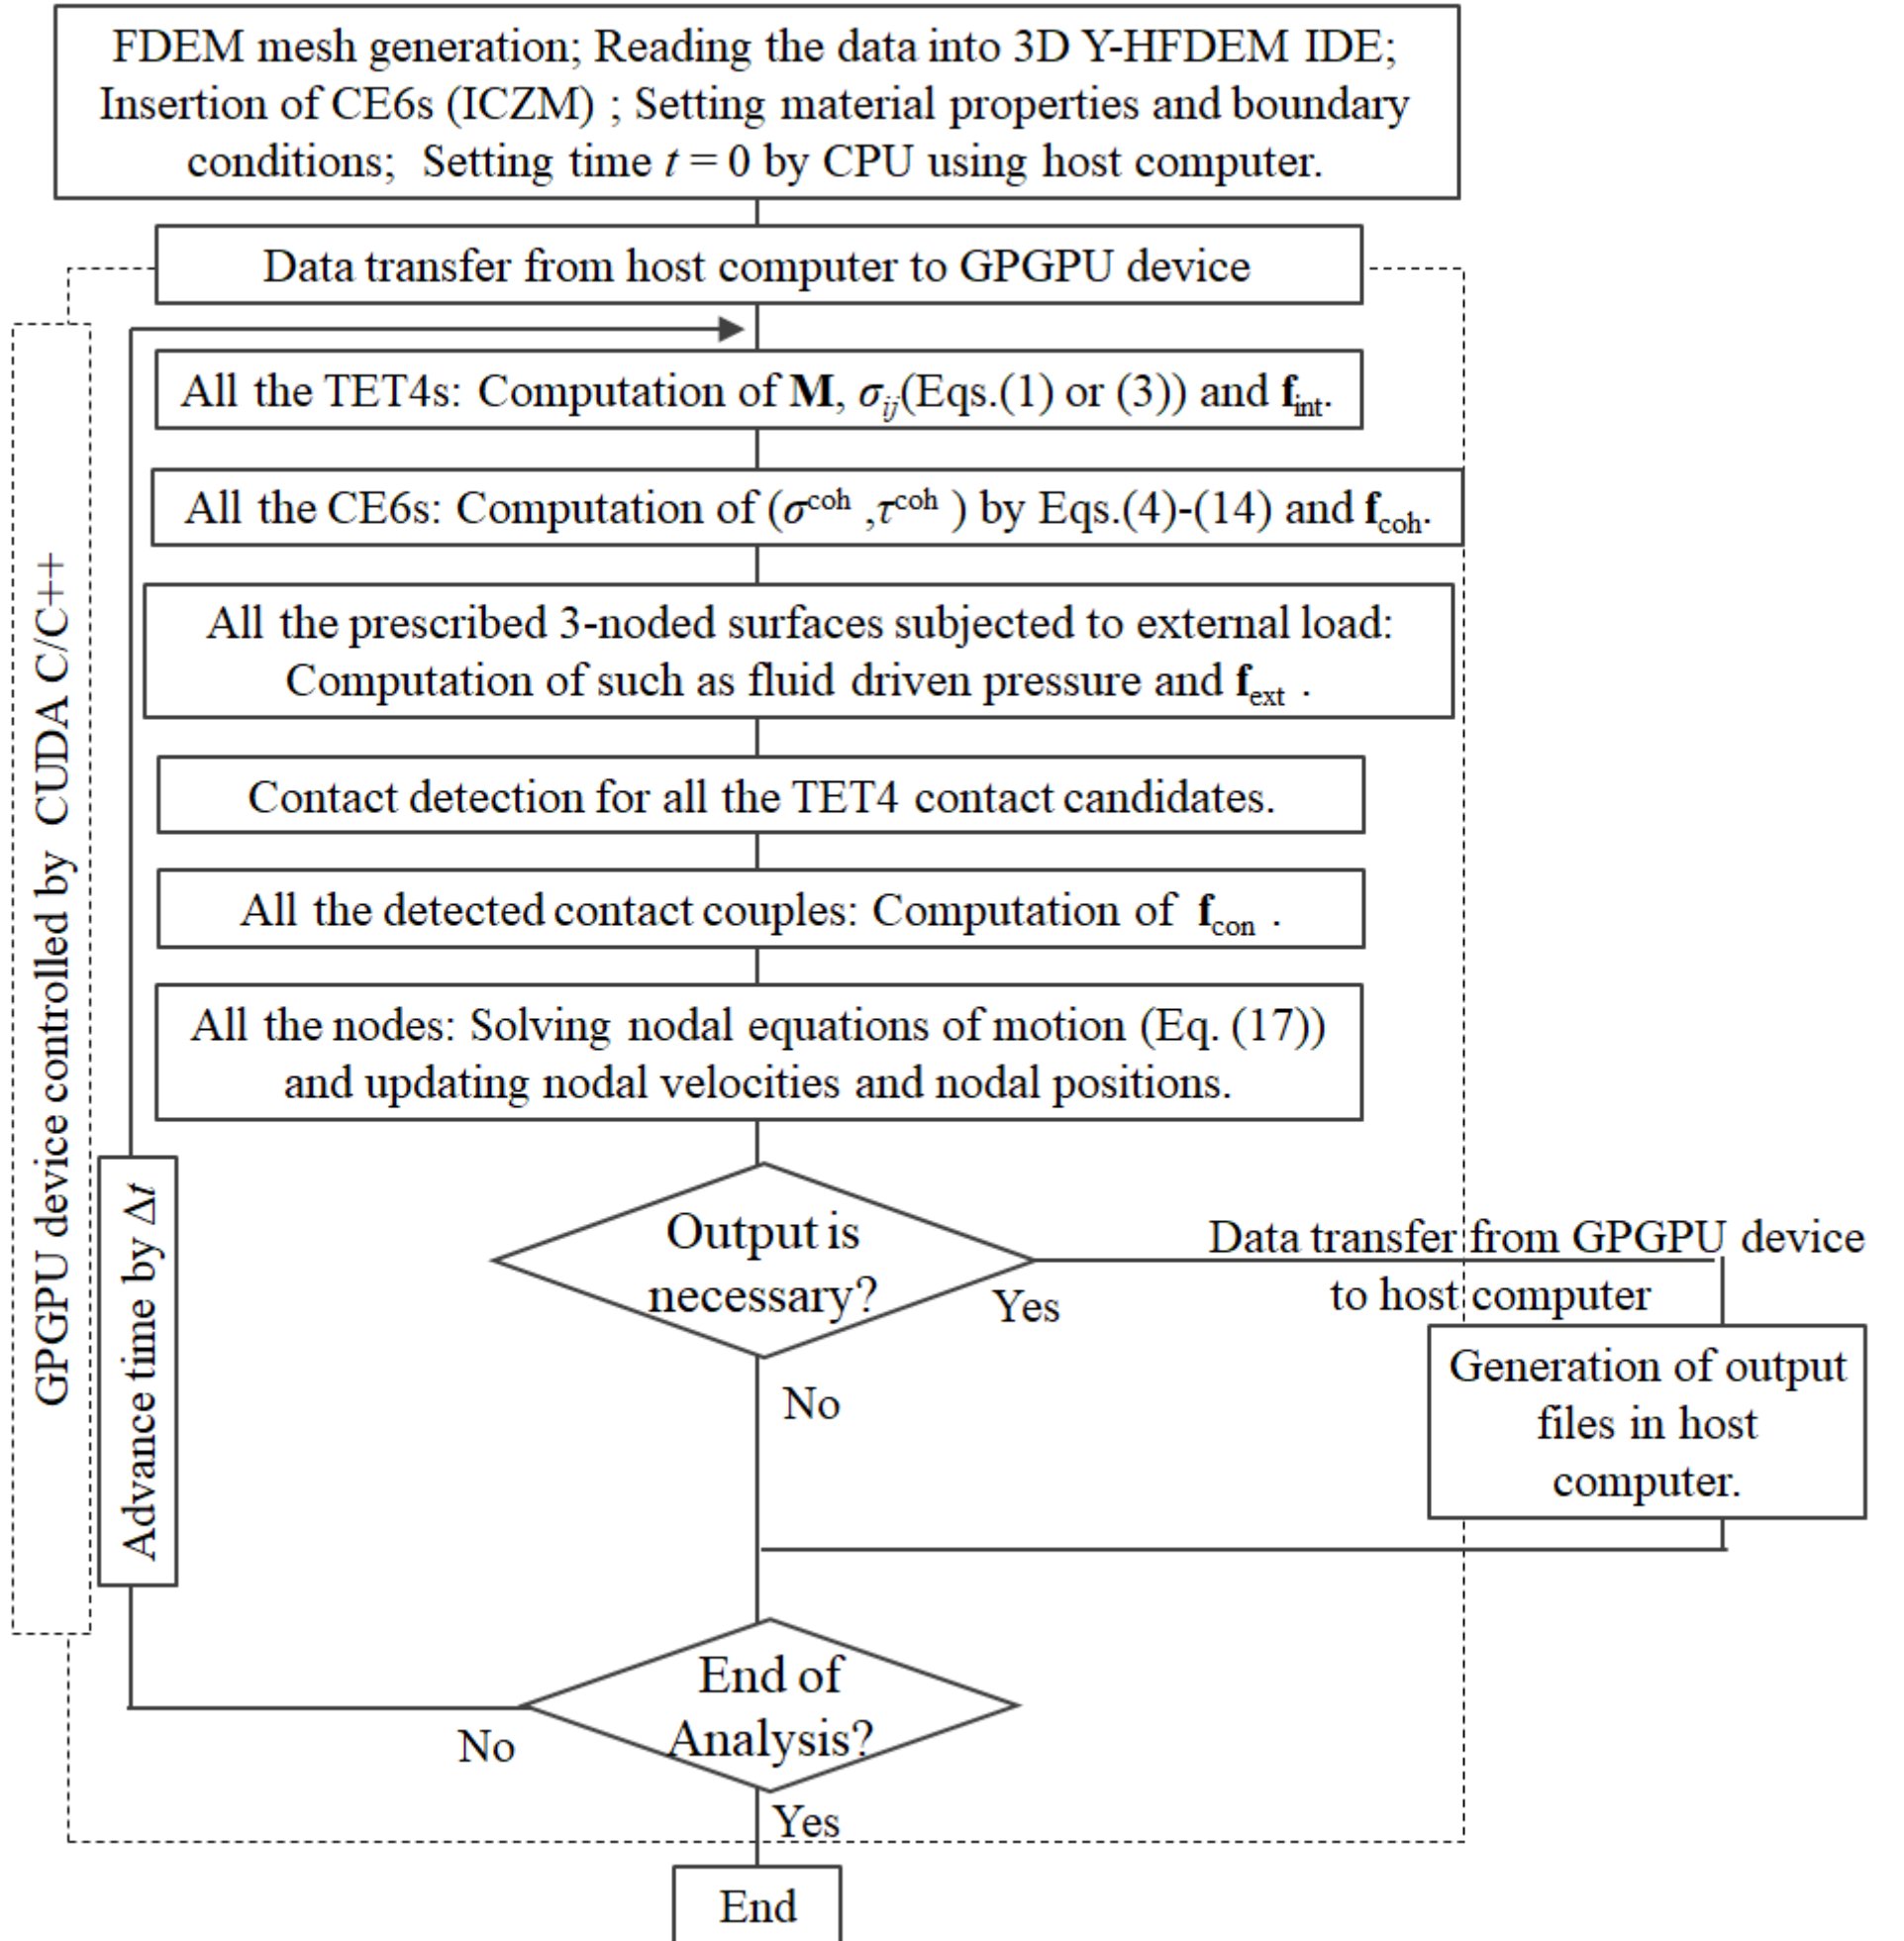 FDEM mesh generation; Reading the data into 3D Y-HFDEM IDE;
Insertion of CE6s (ICZM) ; Setting material properties and boundary
conditions; Setting time t = 0 by CPU using host computer.
Data transfer from host computer to GPGPU device
All the TET4s: Computation of M, σij(Eqs.(1) or (3)) and fint.
All the CE6s: Computation of (σcoh ,τcoh ) by Eqs.(4)-(14) and fcoh.
All the prescribed 3-noded surfaces subjected to external load:
Computation of such as fluid driven pressure and fext .
Contact detection for all the TET4 contact candidates.
All the detected contact couples: Computation of fcon .
All the nodes: Solving nodal equations of motion (Eq. (17))
and updating nodal velocities and nodal positions.
GPGPU device controlled by CUDA C/C++
Advance time by Δt
Output is
necessary?
Yes
No
Data transfer from GPGPU device
to host computer
Generation of output
files in host
computer.
End of
Analysis?
No
Yes
End